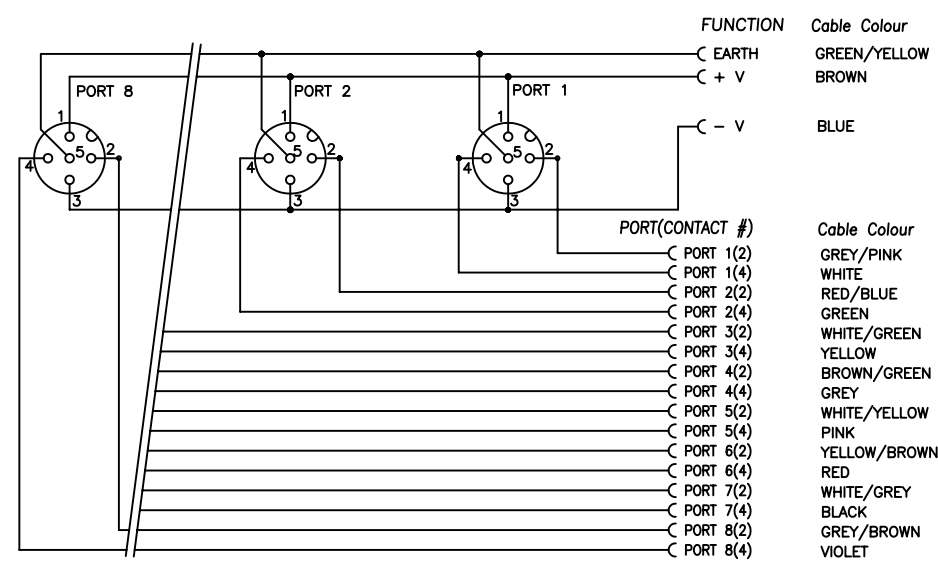 FUNCTION Cable Colour
EARTH GREEN/YELLOW
+ V BROWN
PORT 8 PORT 2 PORT 1
1 1 1
- V BLUE
5 2 5 2 5 2
4 4 4
3 3 3
PORT(CONTACT #) Cable Colour
PORT 1(2) GREY/PINK
PORT 1(4) WHITE
PORT 2(2) RED/BLUE
PORT 2(4) GREEN
PORT 3(2) WHITE/GREEN
PORT 3(4) YELLOW
PORT 4(2) BROWN/GREEN
PORT 4(4) GREY
PORT 5(2) WHITE/YELLOW
PORT 5(4) PINK
PORT 6(2) YELLOW/BROWN
PORT 6(4) RED
PORT 7(2) WHITE/GREY
PORT 7(4) BLACK
PORT 8(2) GREY/BROWN
PORT 8(4) VIOLET